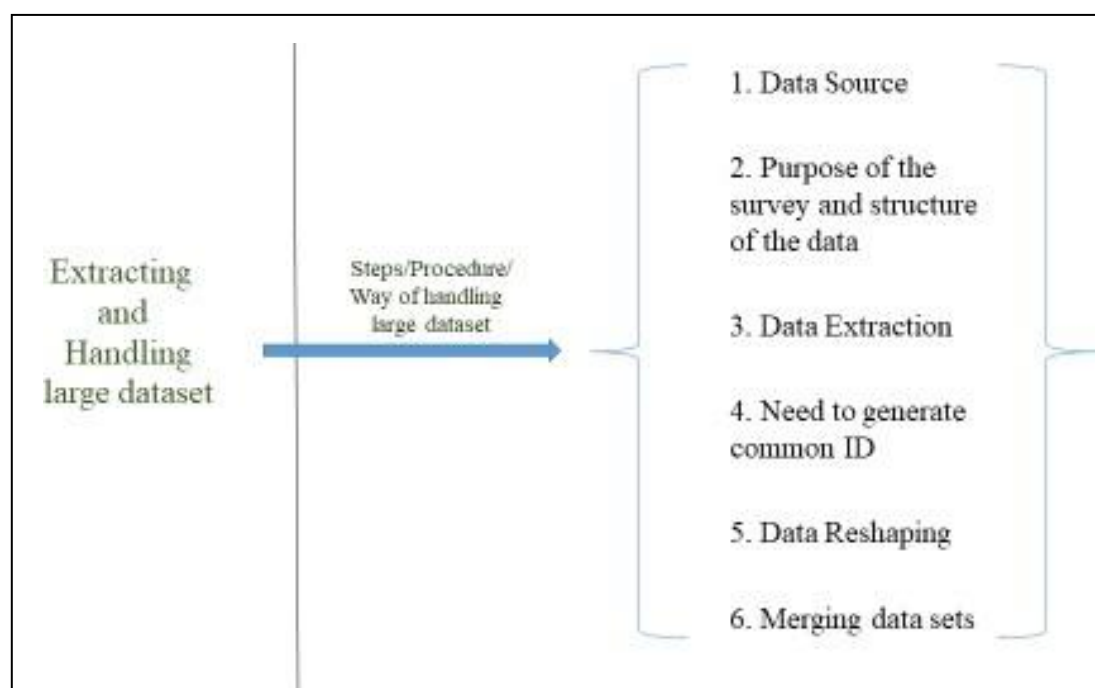 Extracting
and
Handling
large dataset
Steps/Procedure/
Way of handling
large dataset
1. Data Source
2. Purpose of the
survey and structure
of the data
3. Data Extraction
4. Need to generate
common ID
5. Data Reshaping
6. Merging data sets